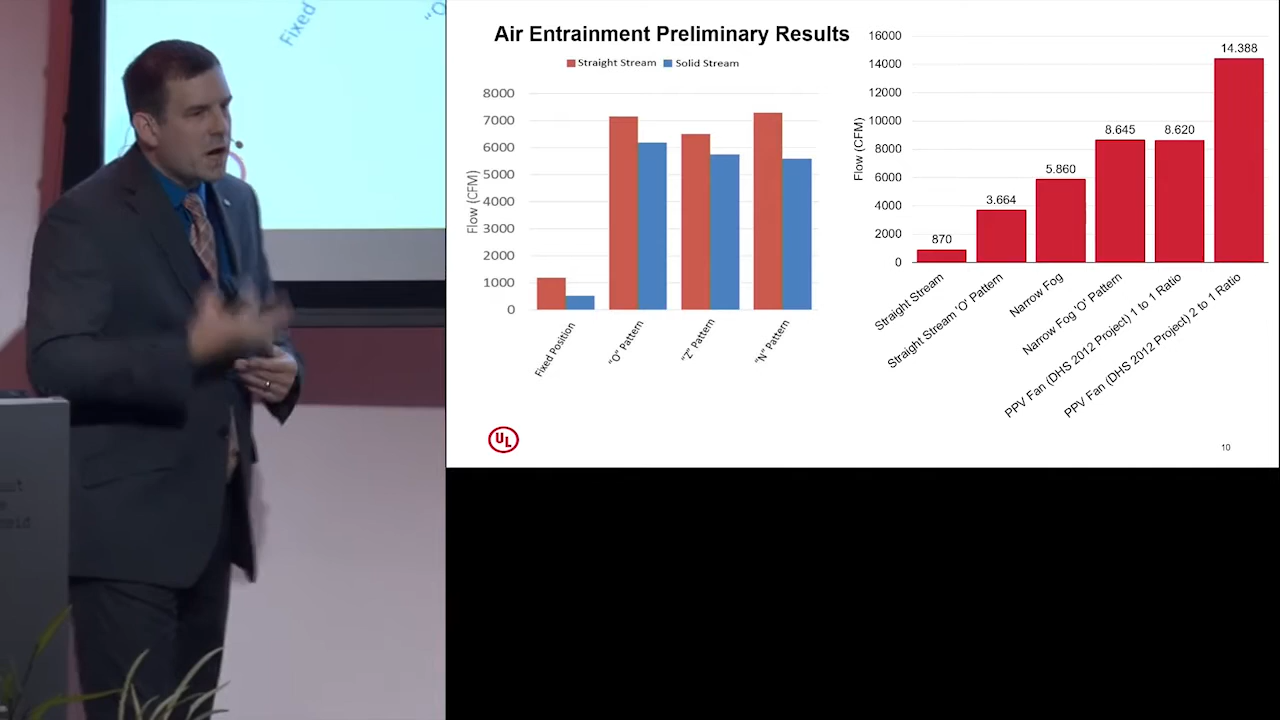 Fixed
"O
Air Entrainment Preliminary Results
Straight Stream Solid Stream
Flow (CFM)
8000
7000
6000
5000
4000
3000
2000
1000
0
Fixed Position
"O" Pattern
"Z" Pattern
"N" Pattern
Flow (CFM)
16000
14000
12000
10000
8000
6000
4000
2000
0
870
3.664
5.860
8.645
8.620
14.388
Straight Stream
Straight Stream 'O' Pattern
Narrow Fog
Narrow Fog 'O' Pattern
PPV Fan (DHS 2012 Project) 1 to 1 Ratio
PPV Fan (DHS 2012 Project) 2 to 1 Ratio
UL
10